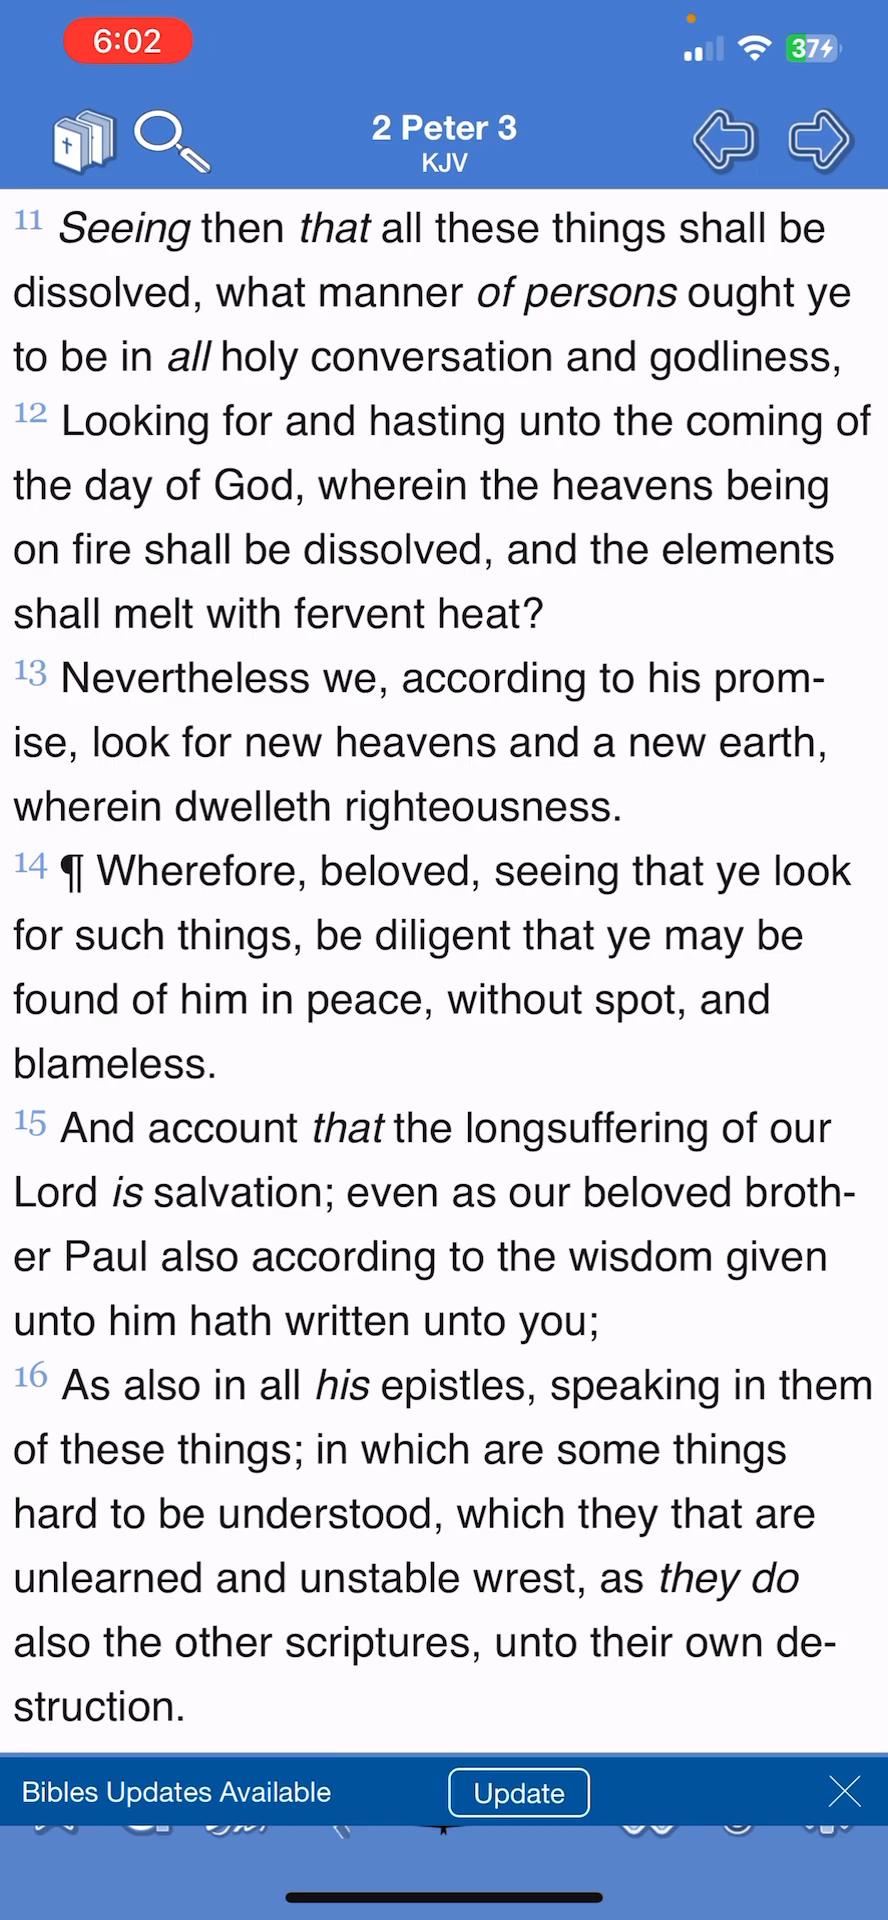 6:02
37
2 Peter 3
KJV
11 Seeing then that all these things shall be
dissolved, what manner of persons ought ye
to be in all holy conversation and godliness,
12 Looking for and hasting unto the coming of
the day of God, wherein the heavens being
on fire shall be dissolved, and the elements
shall melt with fervent heat?
13 Nevertheless we, according to his prom-
ise, look for new heavens and a new earth,
wherein dwelleth righteousness.
14 ¶ Wherefore, beloved, seeing that ye look
for such things, be diligent that ye may be
found of him in peace, without spot, and
blameless.
15 And account that the longsuffering of our
Lord is salvation; even as our beloved broth-
er Paul also according to the wisdom given
unto him hath written unto you;
16 As also in all his epistles, speaking in them
of these things; in which are some things
hard to be understood, which they that are
unlearned and unstable wrest, as they do
also the other scriptures, unto their own de-
struction.
Bibles Updates Available
Update